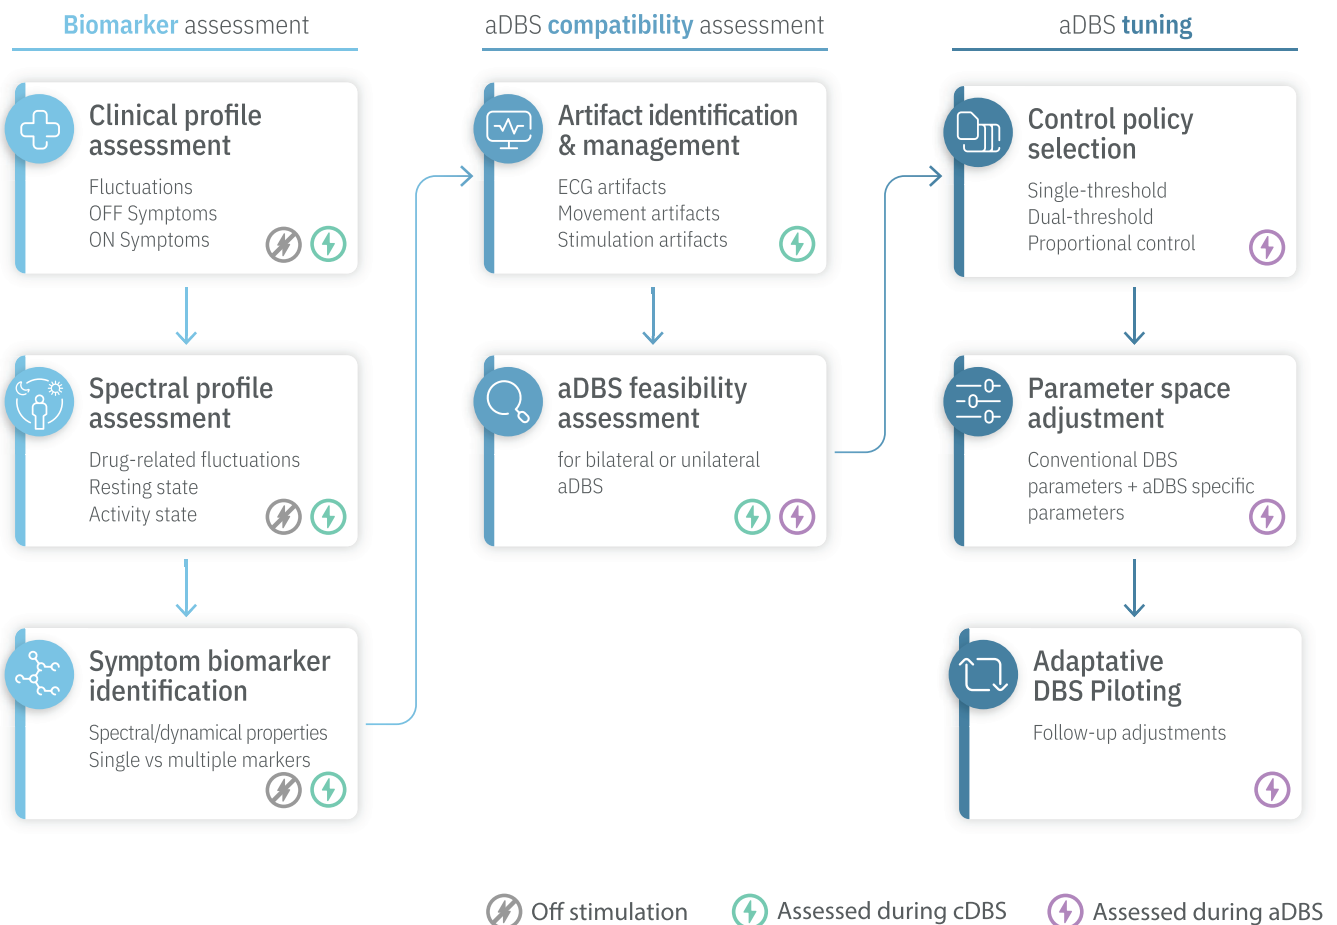 Biomarker assessment
Clinical profile
assessment
Fluctuations
OFF Symptoms
ON Symptoms
Spectral profile
assessment
Drug-related fluctuations
Resting state
Activity state
Symptom biomarker
identification
Spectral/dynamical properties
Single vs multiple markers
aDBS compatibility assessment
Artifact identification
& management
ECG artifacts
Movement artifacts
Stimulation artifacts
aDBS feasibility
assessment
for bilateral or unilateral
aDBS
aDBS tuning
Control policy
selection
Single-threshold
Dual-threshold
Proportional control
Parameter space
adjustment
Conventional DBS
parameters + aDBS specific
parameters
Adaptative
DBS Piloting
Follow-up adjustments
Off stimulation
Assessed during cDBS
Assessed during aDBS